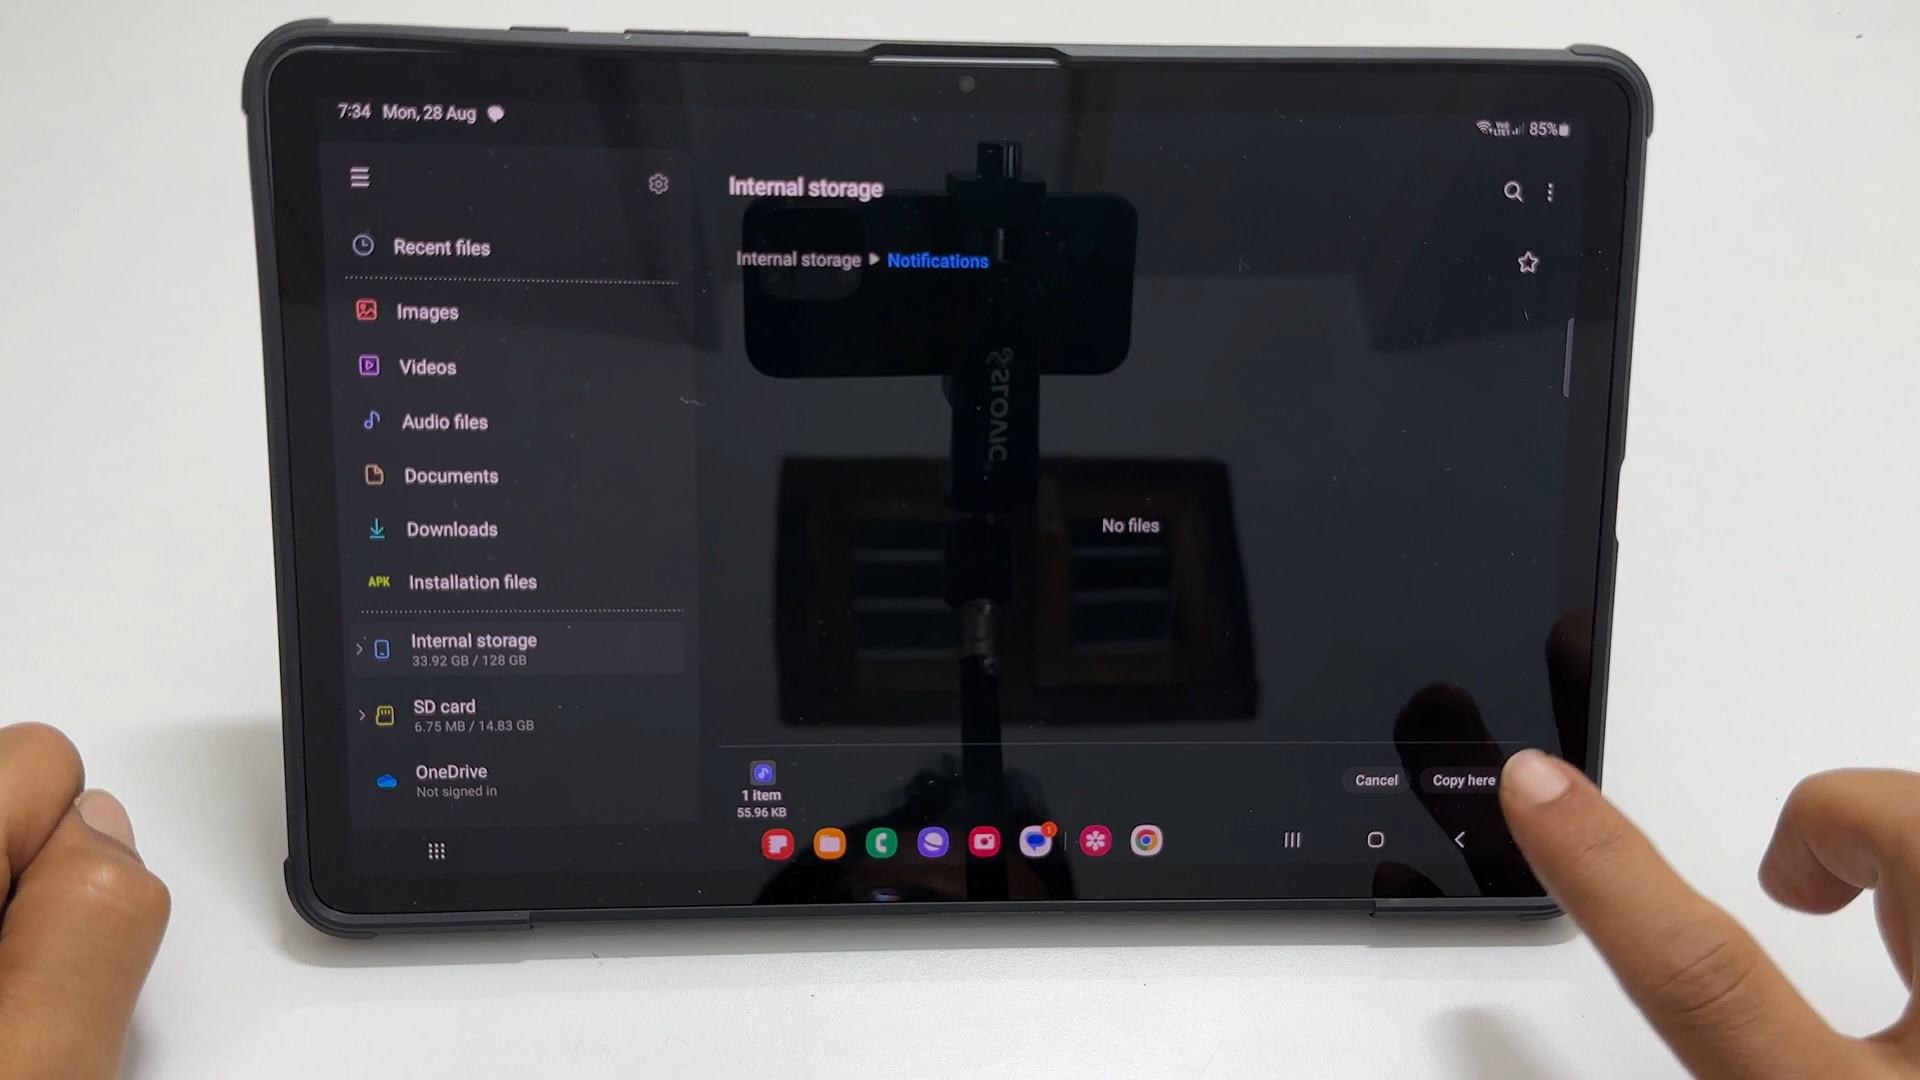 7:34 Mon, 28 Aug
85%
Recent files
Images
Videos
Audio files
Documents
Downloads
APK Installation files
Internal storage
33.92 GB / 128 GB
SD card
6.75 MB / 14.83 GB
OneDrive
Not signed in
Internal storage
Internal storage ▶ Notifications
No files
1 item
55.96 KB
Cancel
Copy here
1
STOVIC